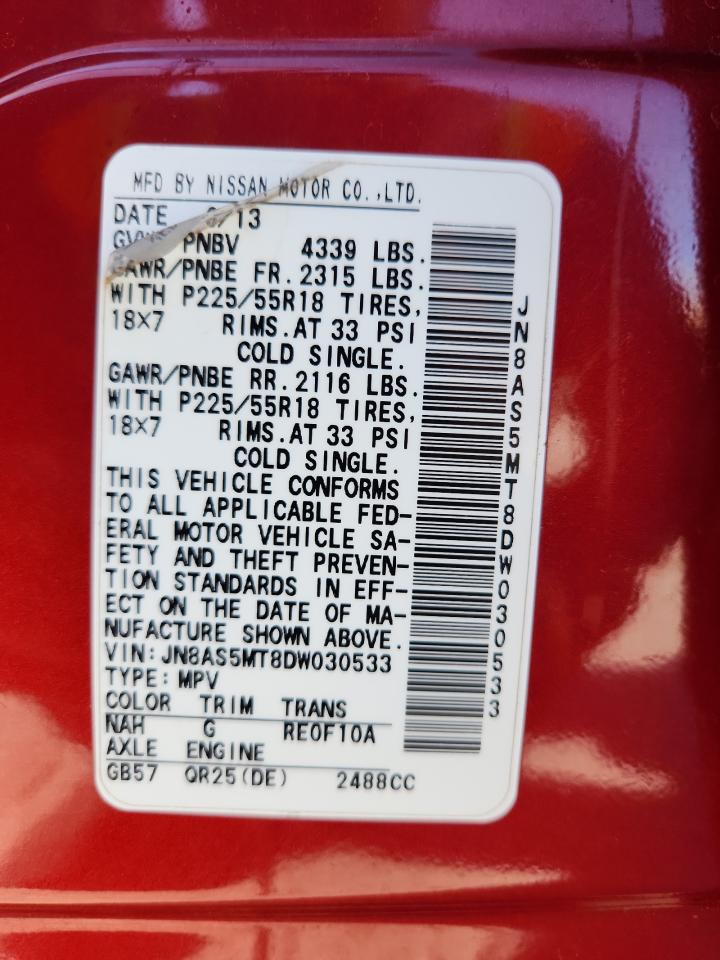 MFD BY NISSAN MOTOR CO.,LTD.
DATE /13
PNBV 4339 LBS.
GAWR/PNBE FR.2315 LBS.
WITH P225/55R18 TIRES,
18X7 RIMS.AT 33 PSI
COLD SINGLE.
GAWR/PNBE RR.2116 LBS.
WITH P225/55R18 TIRES,
18X7 RIMS.AT 33 PSI
COLD SINGLE.
THIS VEHICLE CONFORMS
TO ALL APPLICABLE FED-
ERAL MOTOR VEHICLE SA-
FETY AND THEFT PREVEN-
TION STANDARDS IN EFF-
ECT ON THE DATE OF MA-
NUFACTURE SHOWN ABOVE.
VIN:JN8AS5MT8DW030533
TYPE:MPV
COLOR TRIM TRANS
NAH G RE0F10A
AXLE ENGINE
GB57 QR25(DE) 2488CC
JN8AS5MT8DW030533